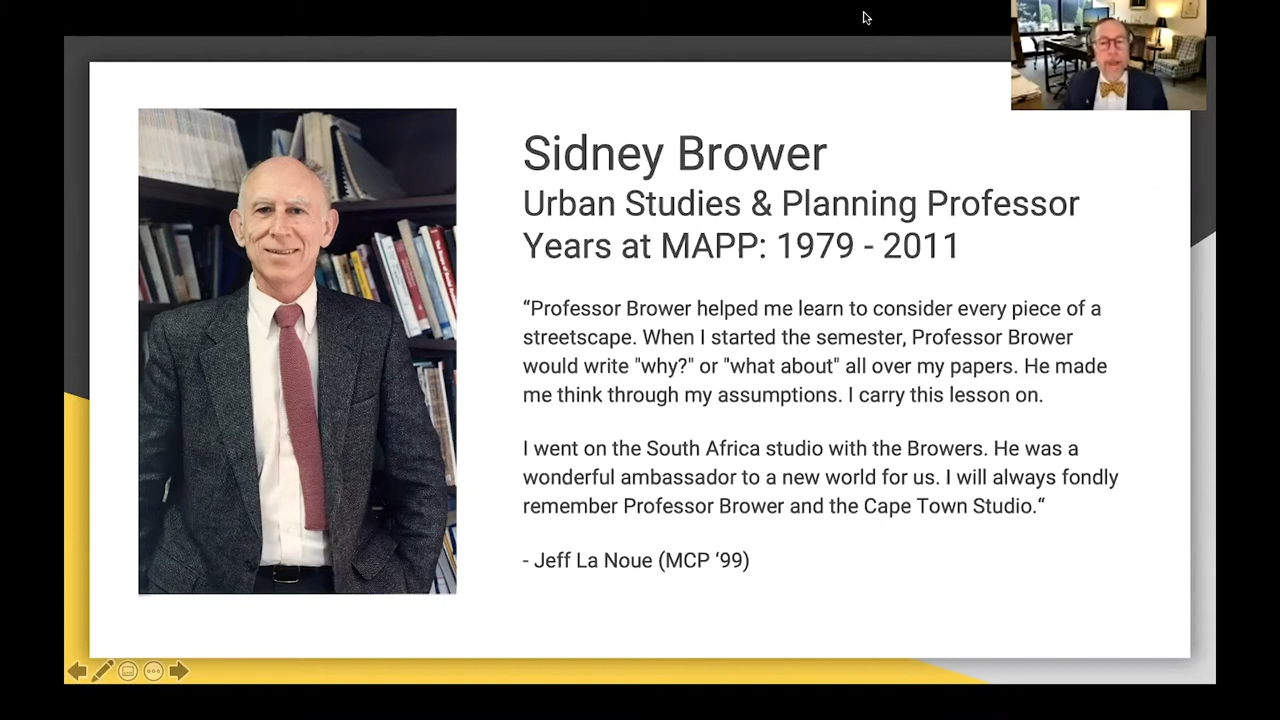 Sidney Brower
Urban Studies & Planning Professor
Years at MAPP: 1979 - 2011
“Professor Brower helped me learn to consider every piece of a
streetscape. When I started the semester, Professor Brower
would write "why?" or "what about" all over my papers. He made
me think through my assumptions. I carry this lesson on.
I went on the South Africa studio with the Browers. He was a
wonderful ambassador to a new world for us. I will always fondly
remember Professor Brower and the Cape Town Studio.“
- Jeff La Noue (MCP ‘99)